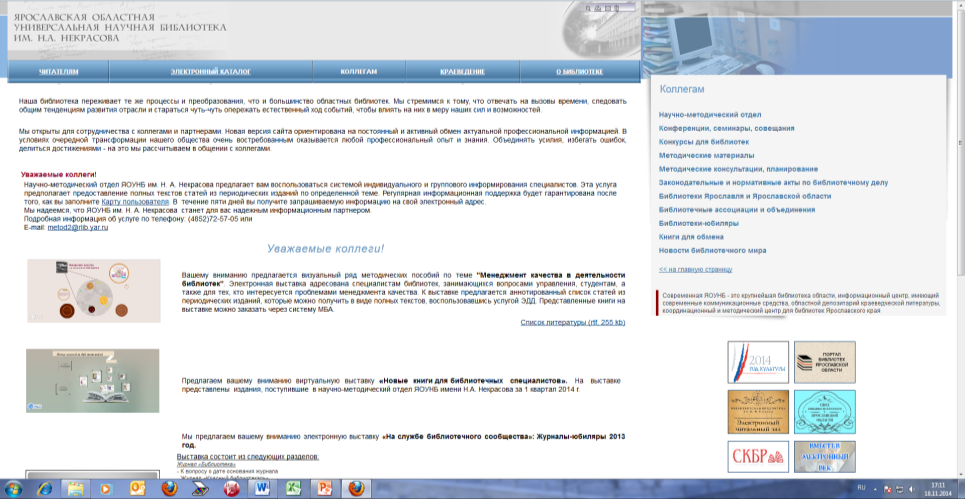 ЯРОСЛАВСКАЯ ОБЛАСТНАЯ
УНИВЕРСАЛЬНАЯ НАУЧНАЯ БИБЛИОТЕКА
ИМ. Н.А. НЕКРАСОВА
ЧИТАТЕЛЯМ
ЭЛЕКТРОННЫЙ КАТАЛОГ
КОЛЛЕГАМ
КРАЕВЕДЕНИЕ
О БИБЛИОТЕКЕ
Наша библиотека переживает те же процессы и преобразования, что и большинство областных библиотек. Мы стремимся к тому, что отвечать на вызовы времени, следовать
общим тенденциям развития отрасли и стараться чуть-чуть опережать естественный ход событий, чтобы влиять на них в меру наших сил и возможностей.
Мы открыты для сотрудничества с коллегами и партнерами. Новая версия сайта ориентирована на постоянный и активный обмен актуальной профессиональной информацией. В
условиях очередной трансформации нашего общества очень востребованным оказывается любой профессиональный опыт и знания. Объединять усилия, избегать ошибок,
делиться достижениями - на это мы рассчитываем в общении с коллегами.
Уважаемые коллеги!
Научно-методический отдел ЯОУНБ им. Н. А. Некрасова предлагает вам воспользоваться системой индивидуального и группового информирования специалистов. Эта услуга
предполагает предоставление полных текстов статей из периодических изданий по определенной теме. Регулярная информационная поддержка будет гарантирована после
того, как вы заполните Карту пользователя. В течение пяти дней вы получите запрашиваемую информацию на свой электронный адрес.
Мы надеемся, что ЯОУНБ им. Н. А. Некрасова станет для вас надежным информационным партнером.
Подробная информация об услуге по телефону: (4852)72-57-05 или
E-mail: metod2@rlib.yar.ru
Уважаемые коллеги!
Вашему вниманию предлагается визуальный ряд методических пособий по теме "Менеджмент качества в деятельности
библиотек". Электронная выставка адресована специалистам библиотек, занимающимся вопросами управления, студентам, а
также для тех, кто интересуется проблемами менеджмента качества. К выставке предлагается аннотированный список статей из
периодических изданий, которые можно получить в виде полных текстов, воспользовавшись услугой ЭДД. Представленные книги на
выставке можно заказать через систему МБА.
Список литературы (rtf, 255 kb)
Предлагаем вашему вниманию виртуальную выставку «Новые книги для библиотечных специалистов». На выставке
представлены издания, поступившие в научно-методический отдел ЯОУНБ имени Н.А. Некрасова за 1 квартал 2014 г.
Мы предлагаем вашему вниманию электронную выставку «На службе библиотечного сообщества»: Журналы-юбиляры 2013
год.
Выставка состоит из следующих разделов:
Журнал «Библиотека»
- К вопросу о дате основания журнала
Коллегам
Научно-методический отдел
Конференции, семинары, совещания
Конкурсы для библиотек
Методические материалы
Методические консультации, планирование
Законодательные и нормативные акты по библиотечному делу
Библиотеки Ярославля и Ярославской области
Библиотечные ассоциации и объединения
Библиотеки-юбиляры
Книги для обмена
Новости библиотечного мира
<< на главную страницу
Современная ЯОУНБ - это крупнейшая библиотека области, информационный центр, имеющий
современные коммуникационные средства, областной депозитарий краеведческой литературы,
координационный и методический центр для библиотек Ярославского края
2014
ГОД КУЛЬТУРЫ
ПОРТАЛ
БИБЛИОТЕК
ЯРОСЛАВСКОЙ
ОБЛАСТИ
Электронный
читальный зал
СКБР
ВМЕСТЕ В
ЭЛЕКТРОННЫЙ
ВЕК
RU
17:11
18.11.2014